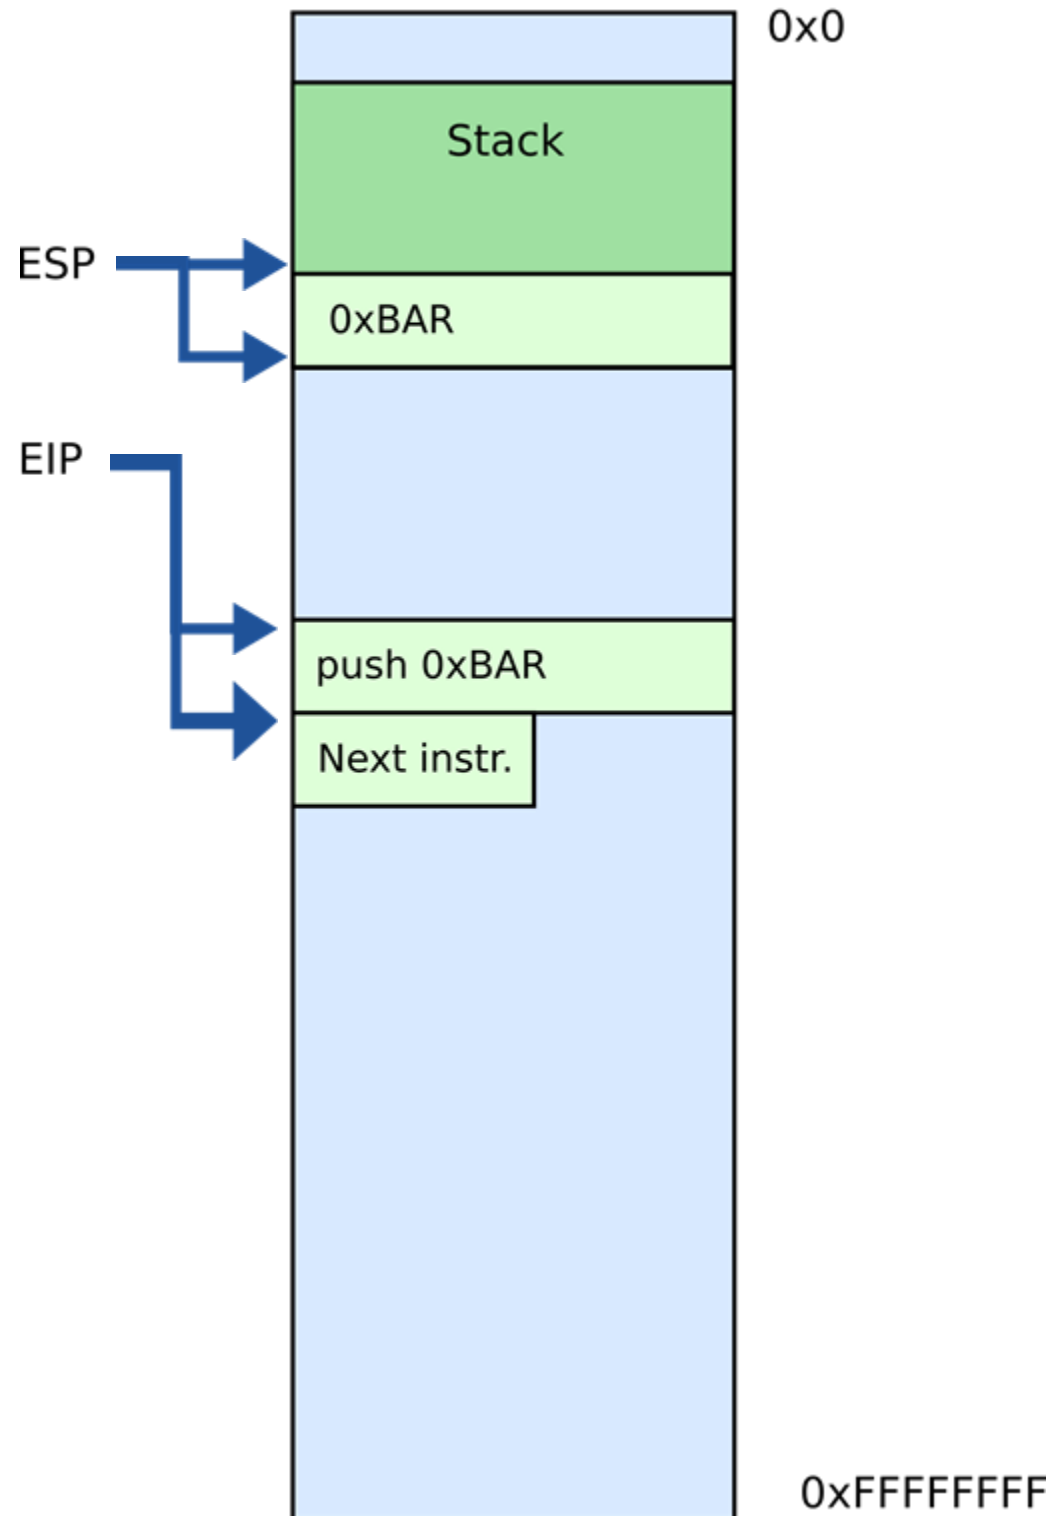 0x0
Stack
ESP
0xBAR
EIP
push 0xBAR
Next instr.
0xFFFFFFFF